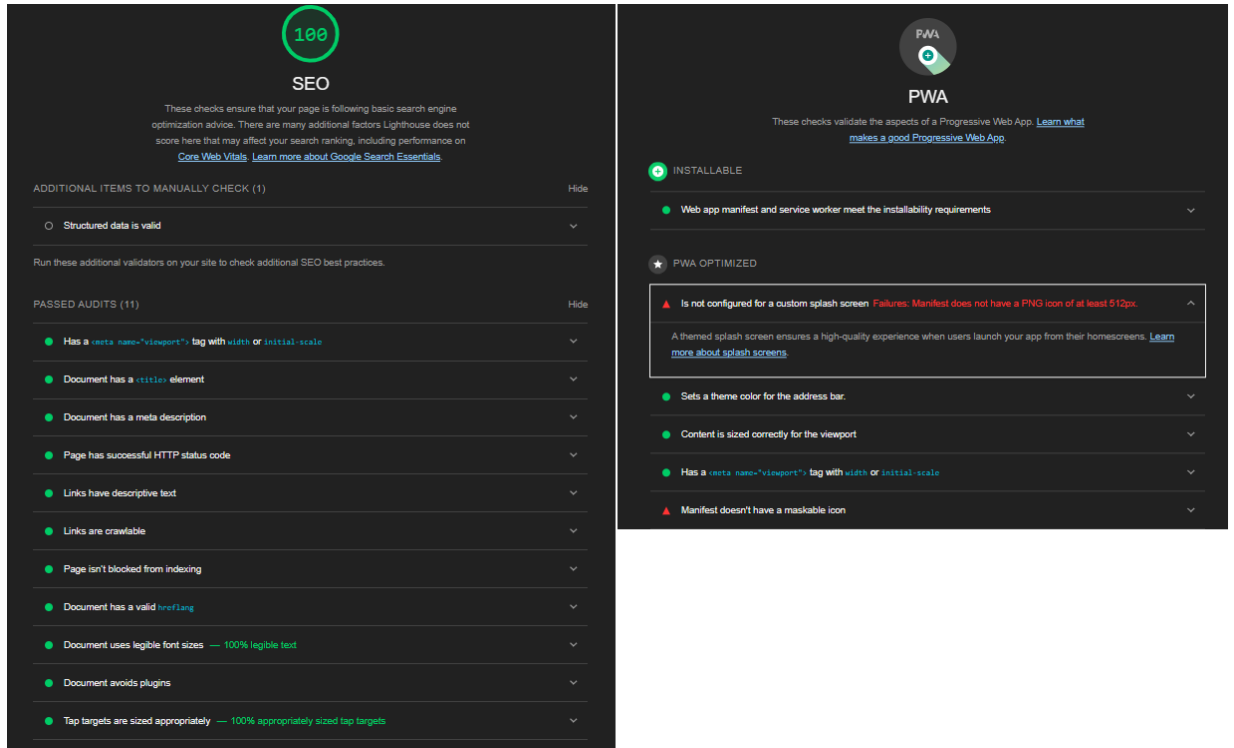 100
SEO
These checks ensure that your page is following basic search engine
optimization advice. There are many additional factors Lighthouse does not
score here that may affect your search ranking, including performance on
Core Web Vitals. Learn more about Google Search Essentials.
ADDITIONAL ITEMS TO MANUALLY CHECK (1) Hide
Structured data is valid
Run these additional validators on your site to check additional SEO best practices.
PASSED AUDITS (11) Hide
Has a <meta name="viewport"> tag with width or initial-scale
Document has a <title> element
Document has a meta description
Page has successful HTTP status code
Links have descriptive text
Links are crawlable
Page isn't blocked from indexing
Document has a valid hreflang
Document uses legible font sizes — 100% legible text
Document avoids plugins
Tap targets are sized appropriately — 100% appropriately sized tap targets
PWA
PWA
These checks validate the aspects of a Progressive Web App. Learn what
makes a good Progressive Web App.
INSTALLABLE
Web app manifest and service worker meet the installability requirements
PWA OPTIMIZED
Is not configured for a custom splash screen Failures: Manifest does not have a PNG icon of at least 512px.
A themed splash screen ensures a high-quality experience when users launch your app from their homescreens. Learn
more about splash screens.
Sets a theme color for the address bar.
Content is sized correctly for the viewport
Has a <meta name="viewport"> tag with width or initial-scale
Manifest doesn't have a maskable icon